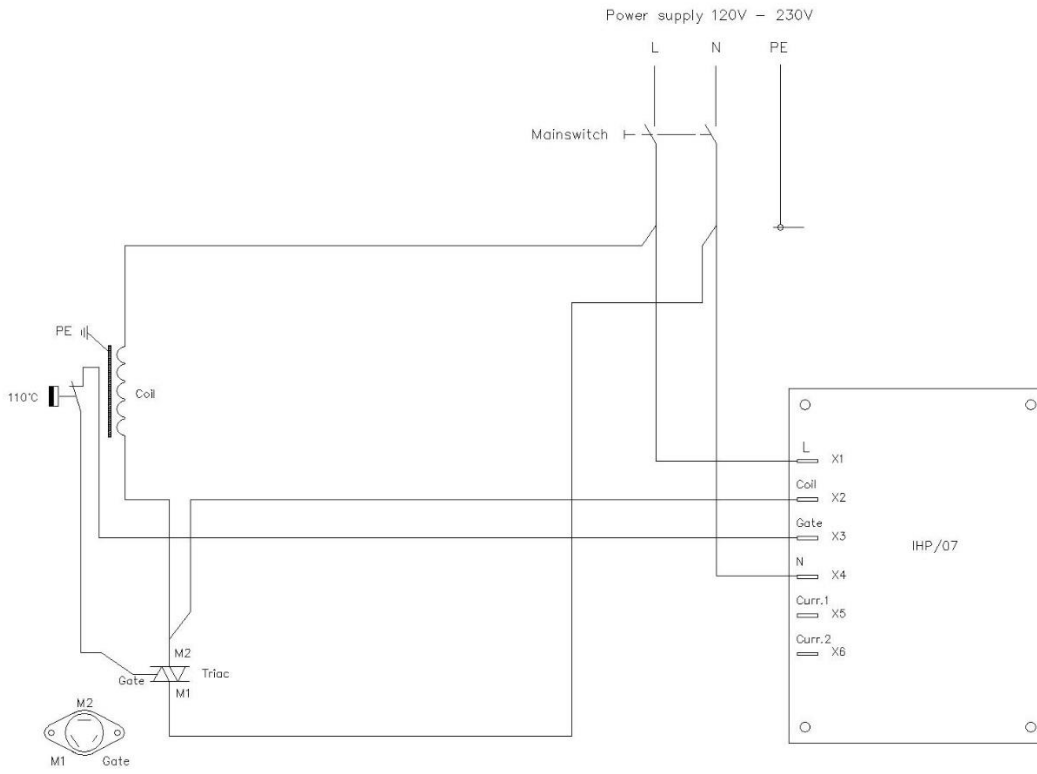 Power supply 120V - 230V
L N PE
Mainswitch
PE
110°C
Coil
L
X1
Coil
X2
Gate
X3
IHP/07
N
X4
Curr.1
X5
Curr.2
X6
M2
Triac
Gate
M1
M2
M1 Gate